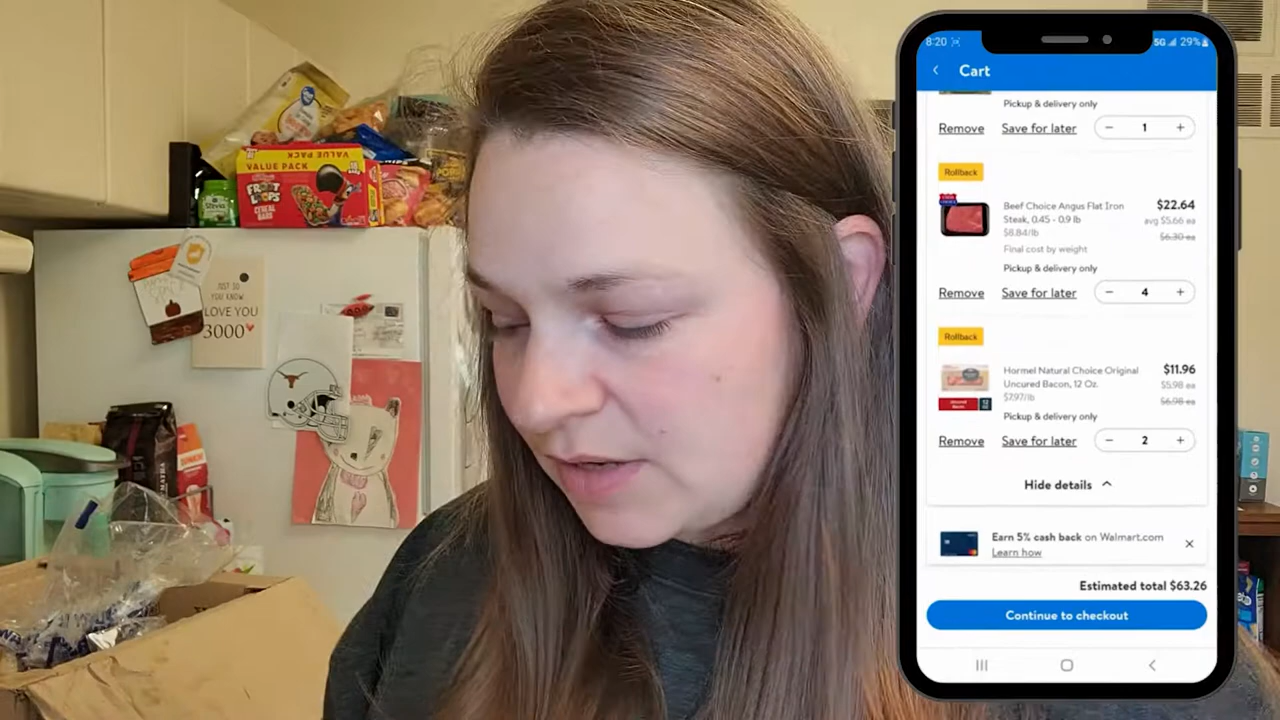 VALUE PACK
VALUE PACK
FROOT
LOOPS
CEREAL
BARS
Stevia
JUST SO
YOU KNOW
I LOVE YOU
3000
8:20
5G
29%
Cart
Pickup & delivery only
Remove
Save for later
− 1 +
Rollback
Beef Choice Angus Flat Iron
Steak, 0.45 - 0.9 lb
$8.84/lb
Final cost by weight
$22.64
avg $5.66 ea
$6.30 ea
Pickup & delivery only
Remove
Save for later
− 4 +
Rollback
Hormel Natural Choice Original
Uncured Bacon, 12 Oz.
$7.97/lb
$11.96
$5.98 ea
$6.98 ea
Pickup & delivery only
Remove
Save for later
− 2 +
Hide details
Earn 5% cash back on Walmart.com
Learn how
Estimated total $63.26
Continue to checkout